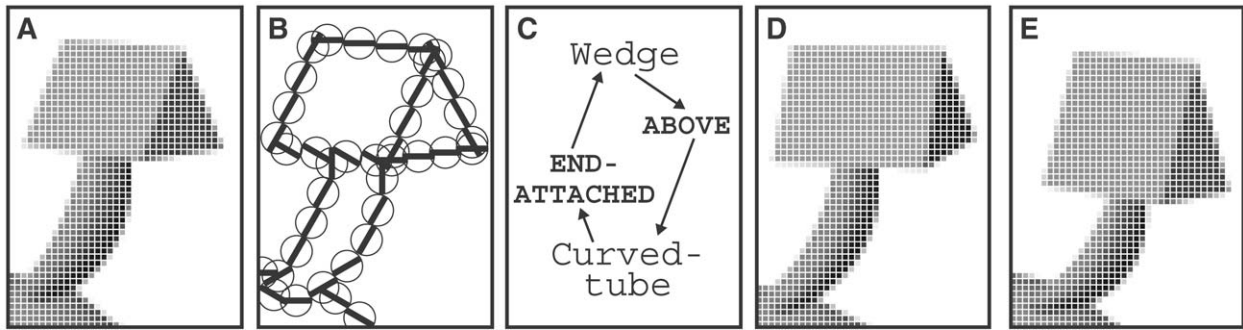 A
B
C
D
E
Wedge
ABOVE
END-
ATTACHED
Curved-
tube